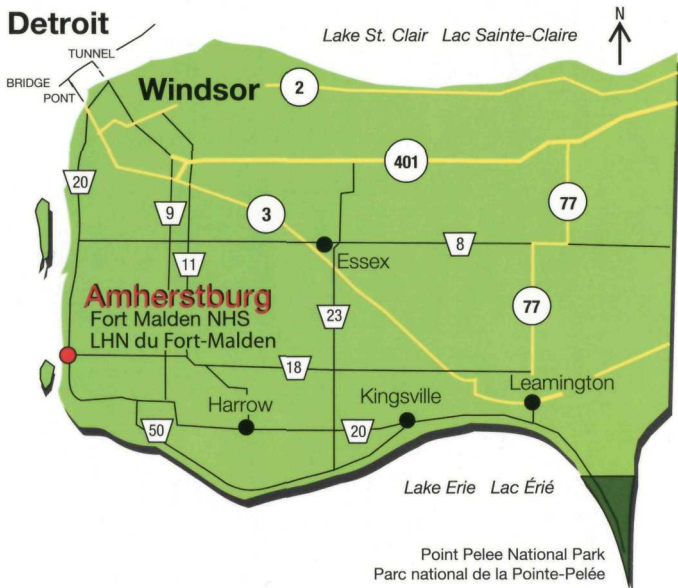 Detroit
N
Lake St. Clair Lac Sainte-Claire
TUNNEL
BRIDGE
PONT
Windsor
2
401
20
9
3
77
8
Essex
11
Amherstburg
Fort Malden NHS
LHN du Fort-Malden
77
23
18
Leamington
Kingsville
Harrow
50
20
Lake Erie Lac Érié
Point Pelee National Park
Parc national de la Pointe-Pelée